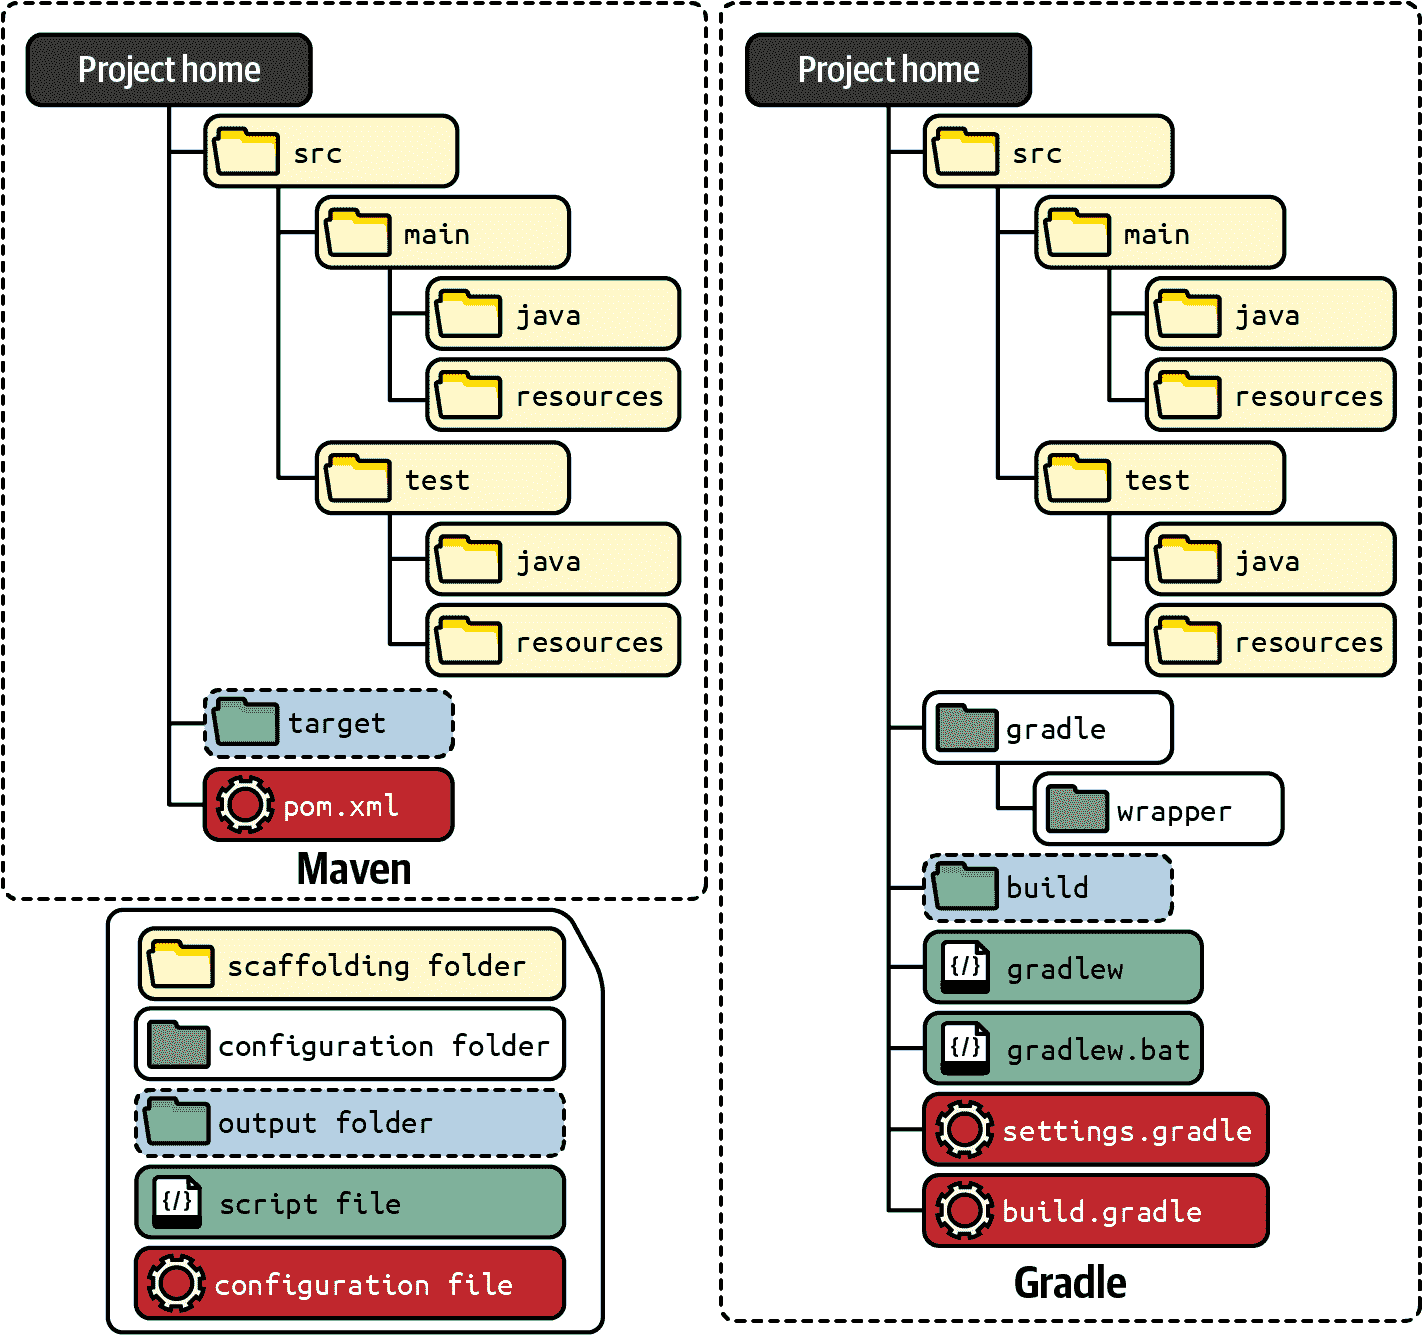 Project home
src
main
java
resources
test
java
resources
target
pom.xml
Maven
scaffolding folder
configuration folder
output folder
{/} script file
configuration file
Project home
src
main
java
resources
test
java
resources
gradle
wrapper
build
{/} gradlew
{/} gradlew.bat
settings.gradle
build.gradle
Gradle